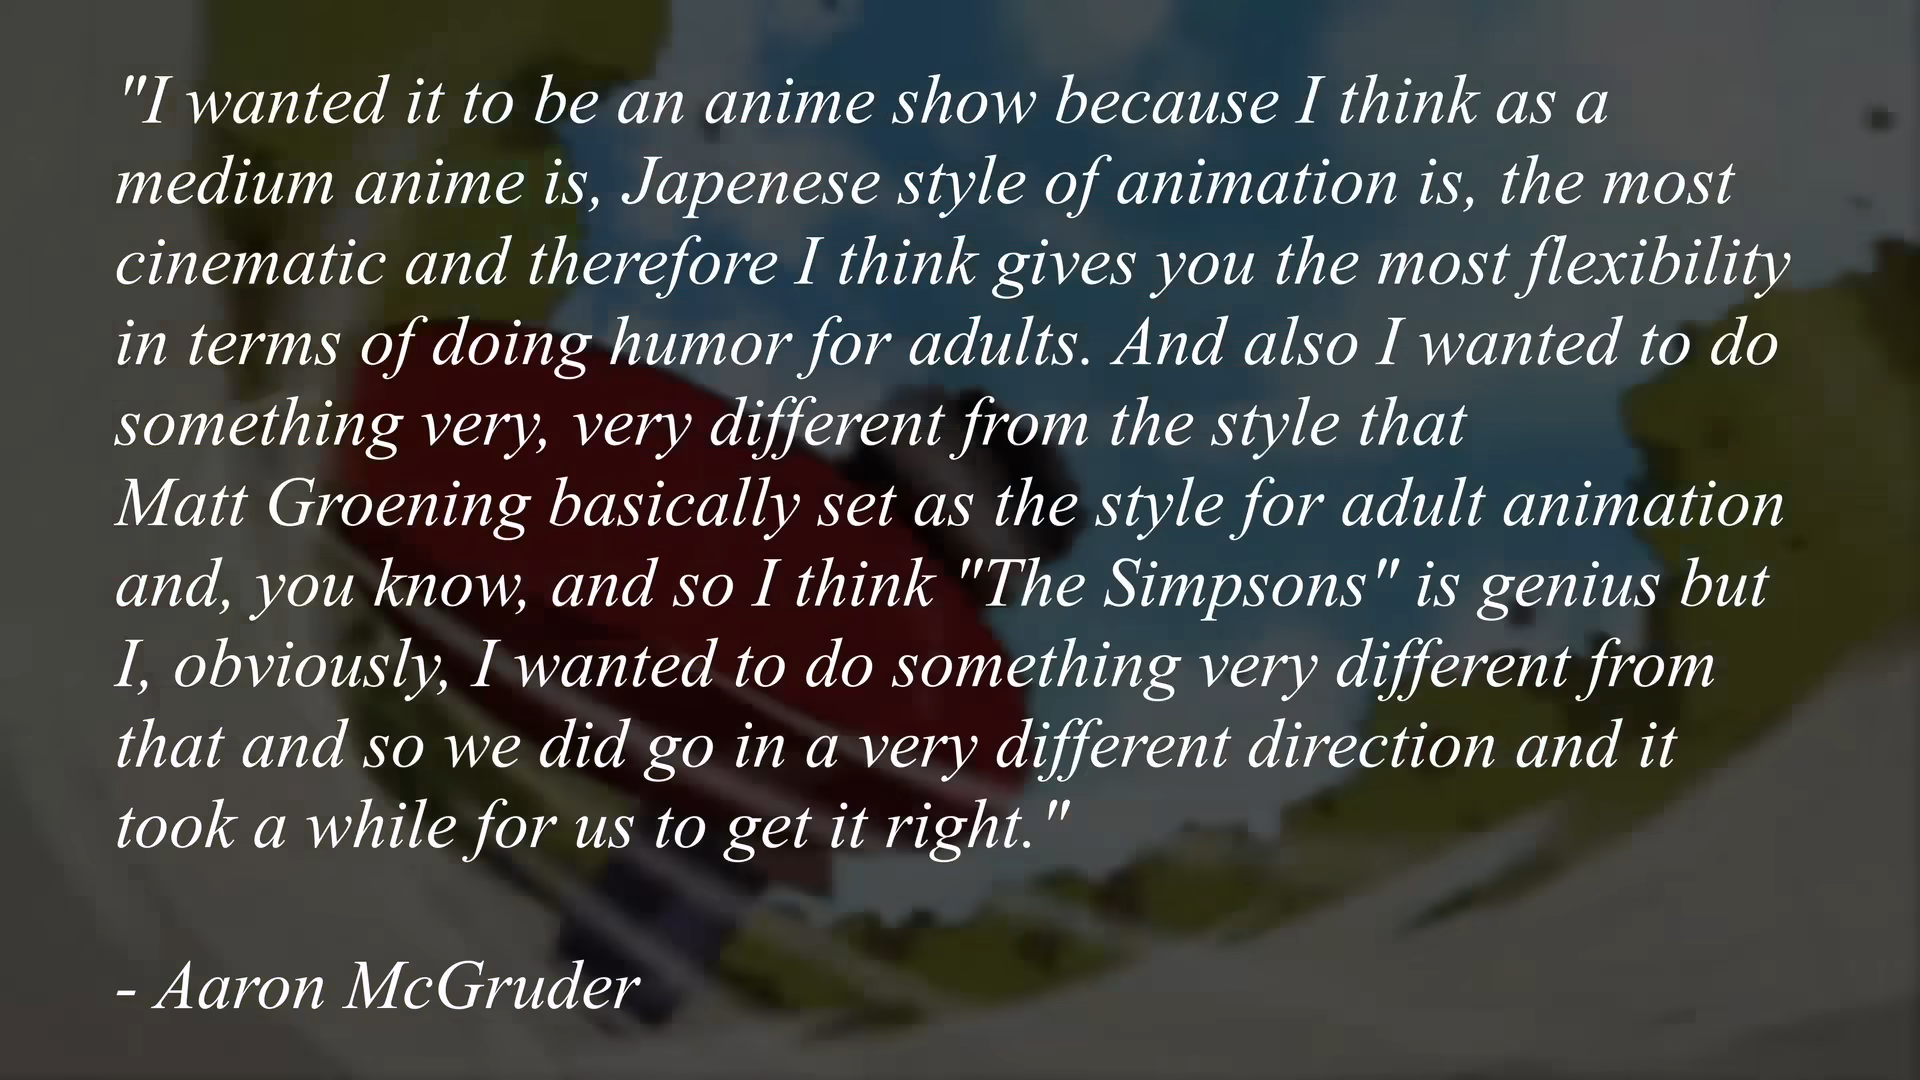 "I wanted it to be an anime show because I think as a
medium anime is, Japenese style of animation is, the most
cinematic and therefore I think gives you the most flexibility
in terms of doing humor for adults. And also I wanted to do
something very, very different from the style that
Matt Groening basically set as the style for adult animation
and, you know, and so I think "The Simpsons" is genius but
I, obviously, I wanted to do something very different from
that and so we did go in a very different direction and it
took a while for us to get it right."
- Aaron McGruder